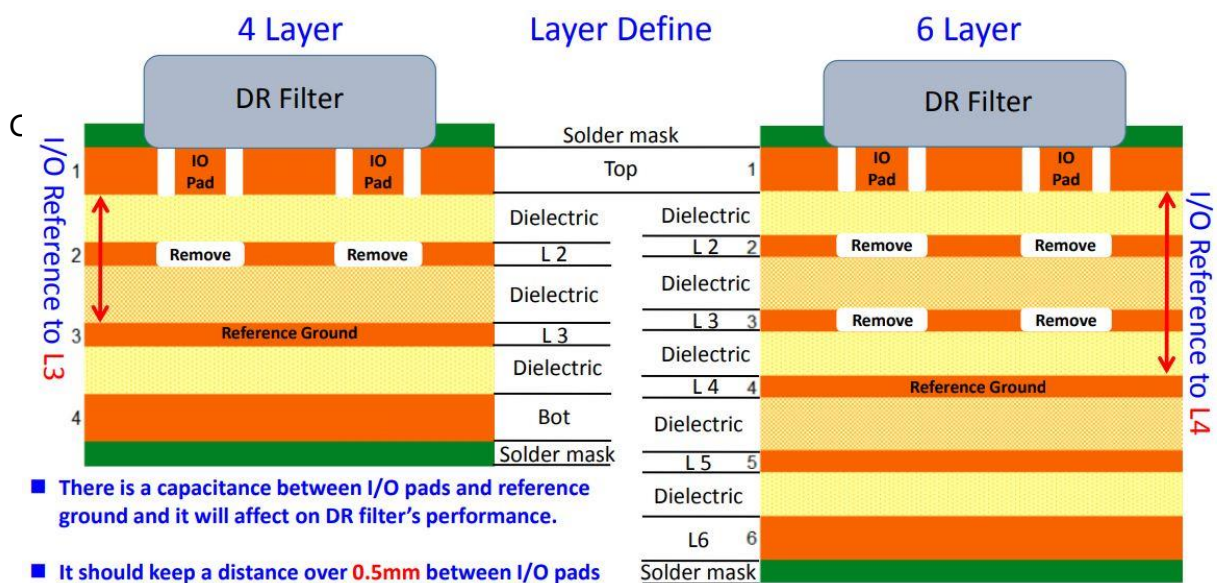 4 Layer
Layer Define
6 Layer
DR Filter
DR Filter
C
I/O Reference to L3
Solder mask
1
IO
Pad
IO
Pad
Top
1
IO
Pad
IO
Pad
I/O Reference to L4
Dielectric
Dielectric
2
Remove
Remove
L 2
L 2
2
Remove
Remove
Dielectric
Dielectric
3
Reference Ground
L 3
L 3
3
Remove
Remove
Dielectric
Dielectric
L 4
4
Reference Ground
4
Bot
Dielectric
Solder mask
L 5
5
Dielectric
L6
6
Solder mask
■ There is a capacitance between I/O pads and reference
ground and it will affect on DR filter's performance.
■ It should keep a distance over 0.5mm between I/O pads